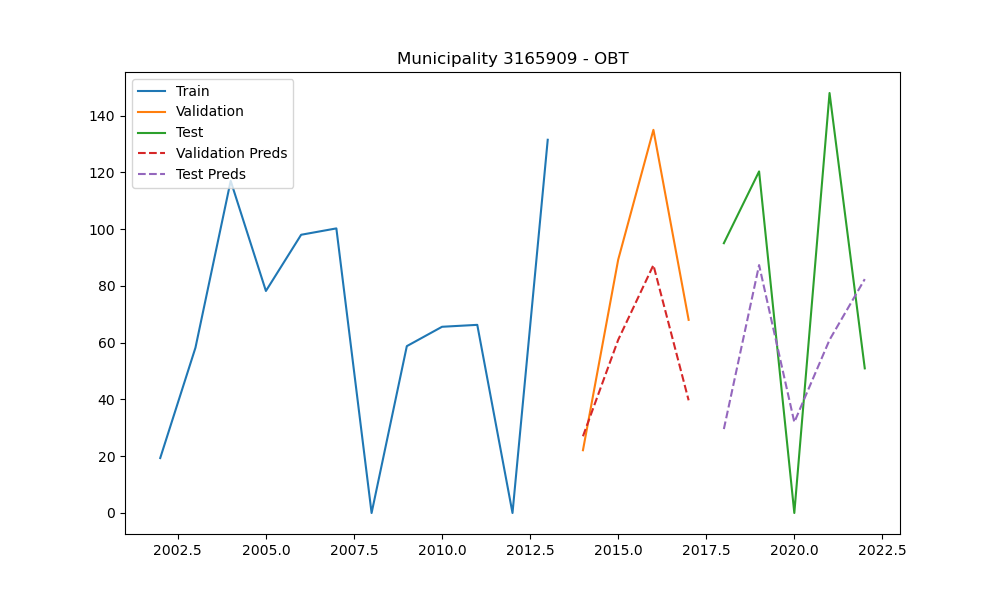 Municipality 3165909 - OBT
Train
Validation
Test
Validation Preds
Test Preds
140
120
100
80
60
40
20
0
2002.5 2005.0 2007.5 2010.0 2012.5 2015.0 2017.5 2020.0 2022.5